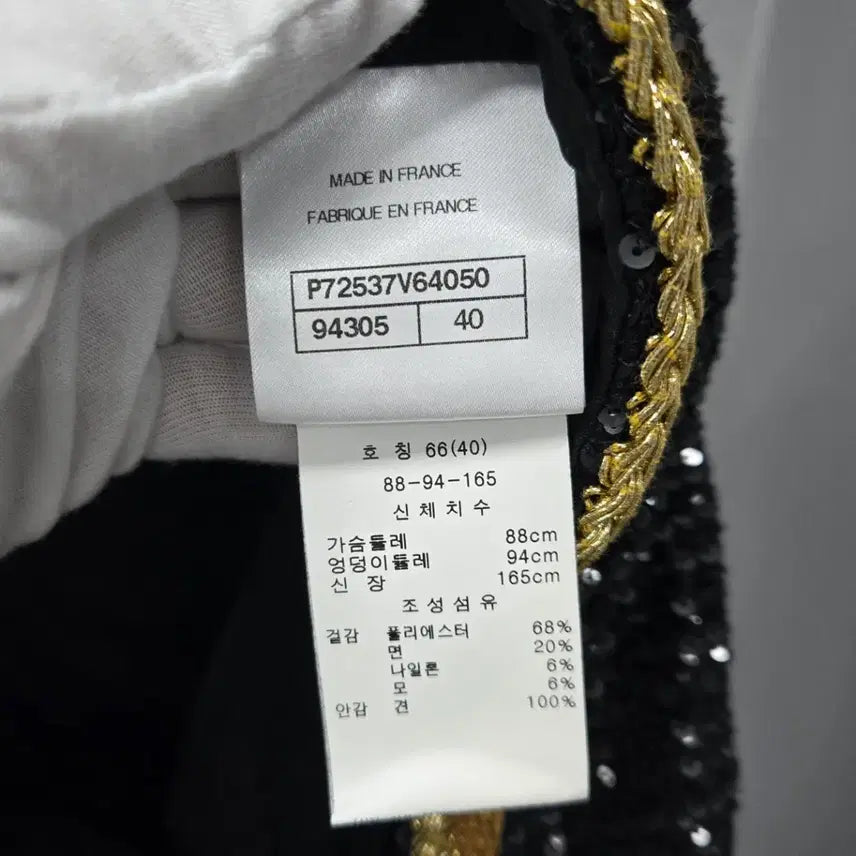 MADE IN FRANCE
FABRIQUE EN FRANCE
P72537V64050
94305 40
호 칭 66(40)
88-94-165
신체치수
가슴둘레 88cm
엉덩이둘레 94cm
신 장 165cm
조성섬유
겉감 폴리에스터 68%
면 20%
나일론 6%
모 6%
안감 견 100%